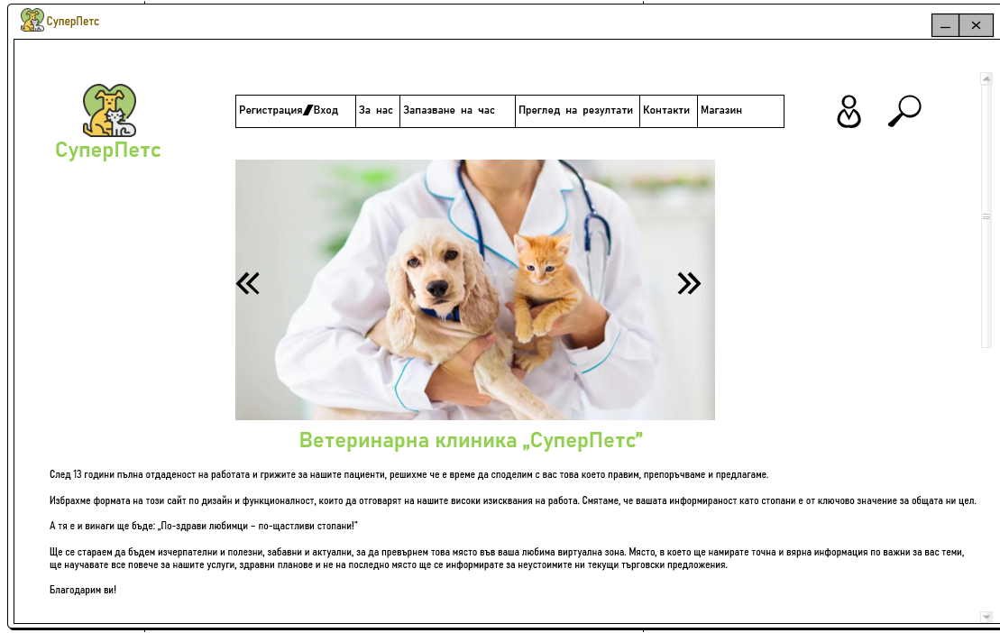 СуперПетс
Регистрация/Вход За нас Запазване на час Преглед на резултати Контакти Магазин
СуперПетс
Ветеринарна клиника „СуперПетс”
След 13 години пълна отдаденост на работата и грижите за нашите пациенти, решихме че е време да споделим с вас това което правим, препоръчваме и предлагаме.
Избрахме формата на този сайт по дизайн и функционалност, които да отговарят на нашите високи изисквания на работа. Смятаме, че вашата информираност като стопани е от ключово значение за общата ни цел.
А тя е и винаги ще бъде: „По-здрави любимци – по-щастливи стопани!”
Ще се стараем да бъдем изчерпателни и полезни, забавни и актуални, за да превърнем това място във ваша любима виртуална зона. Място, в което ще намирате точна и вярна информация по важни за вас теми,
ще научавате все повече за нашите услуги, здравни планове и не на последно място ще се информирате за неустоимите ни текущи търговски предложения.
Благодарим ви!